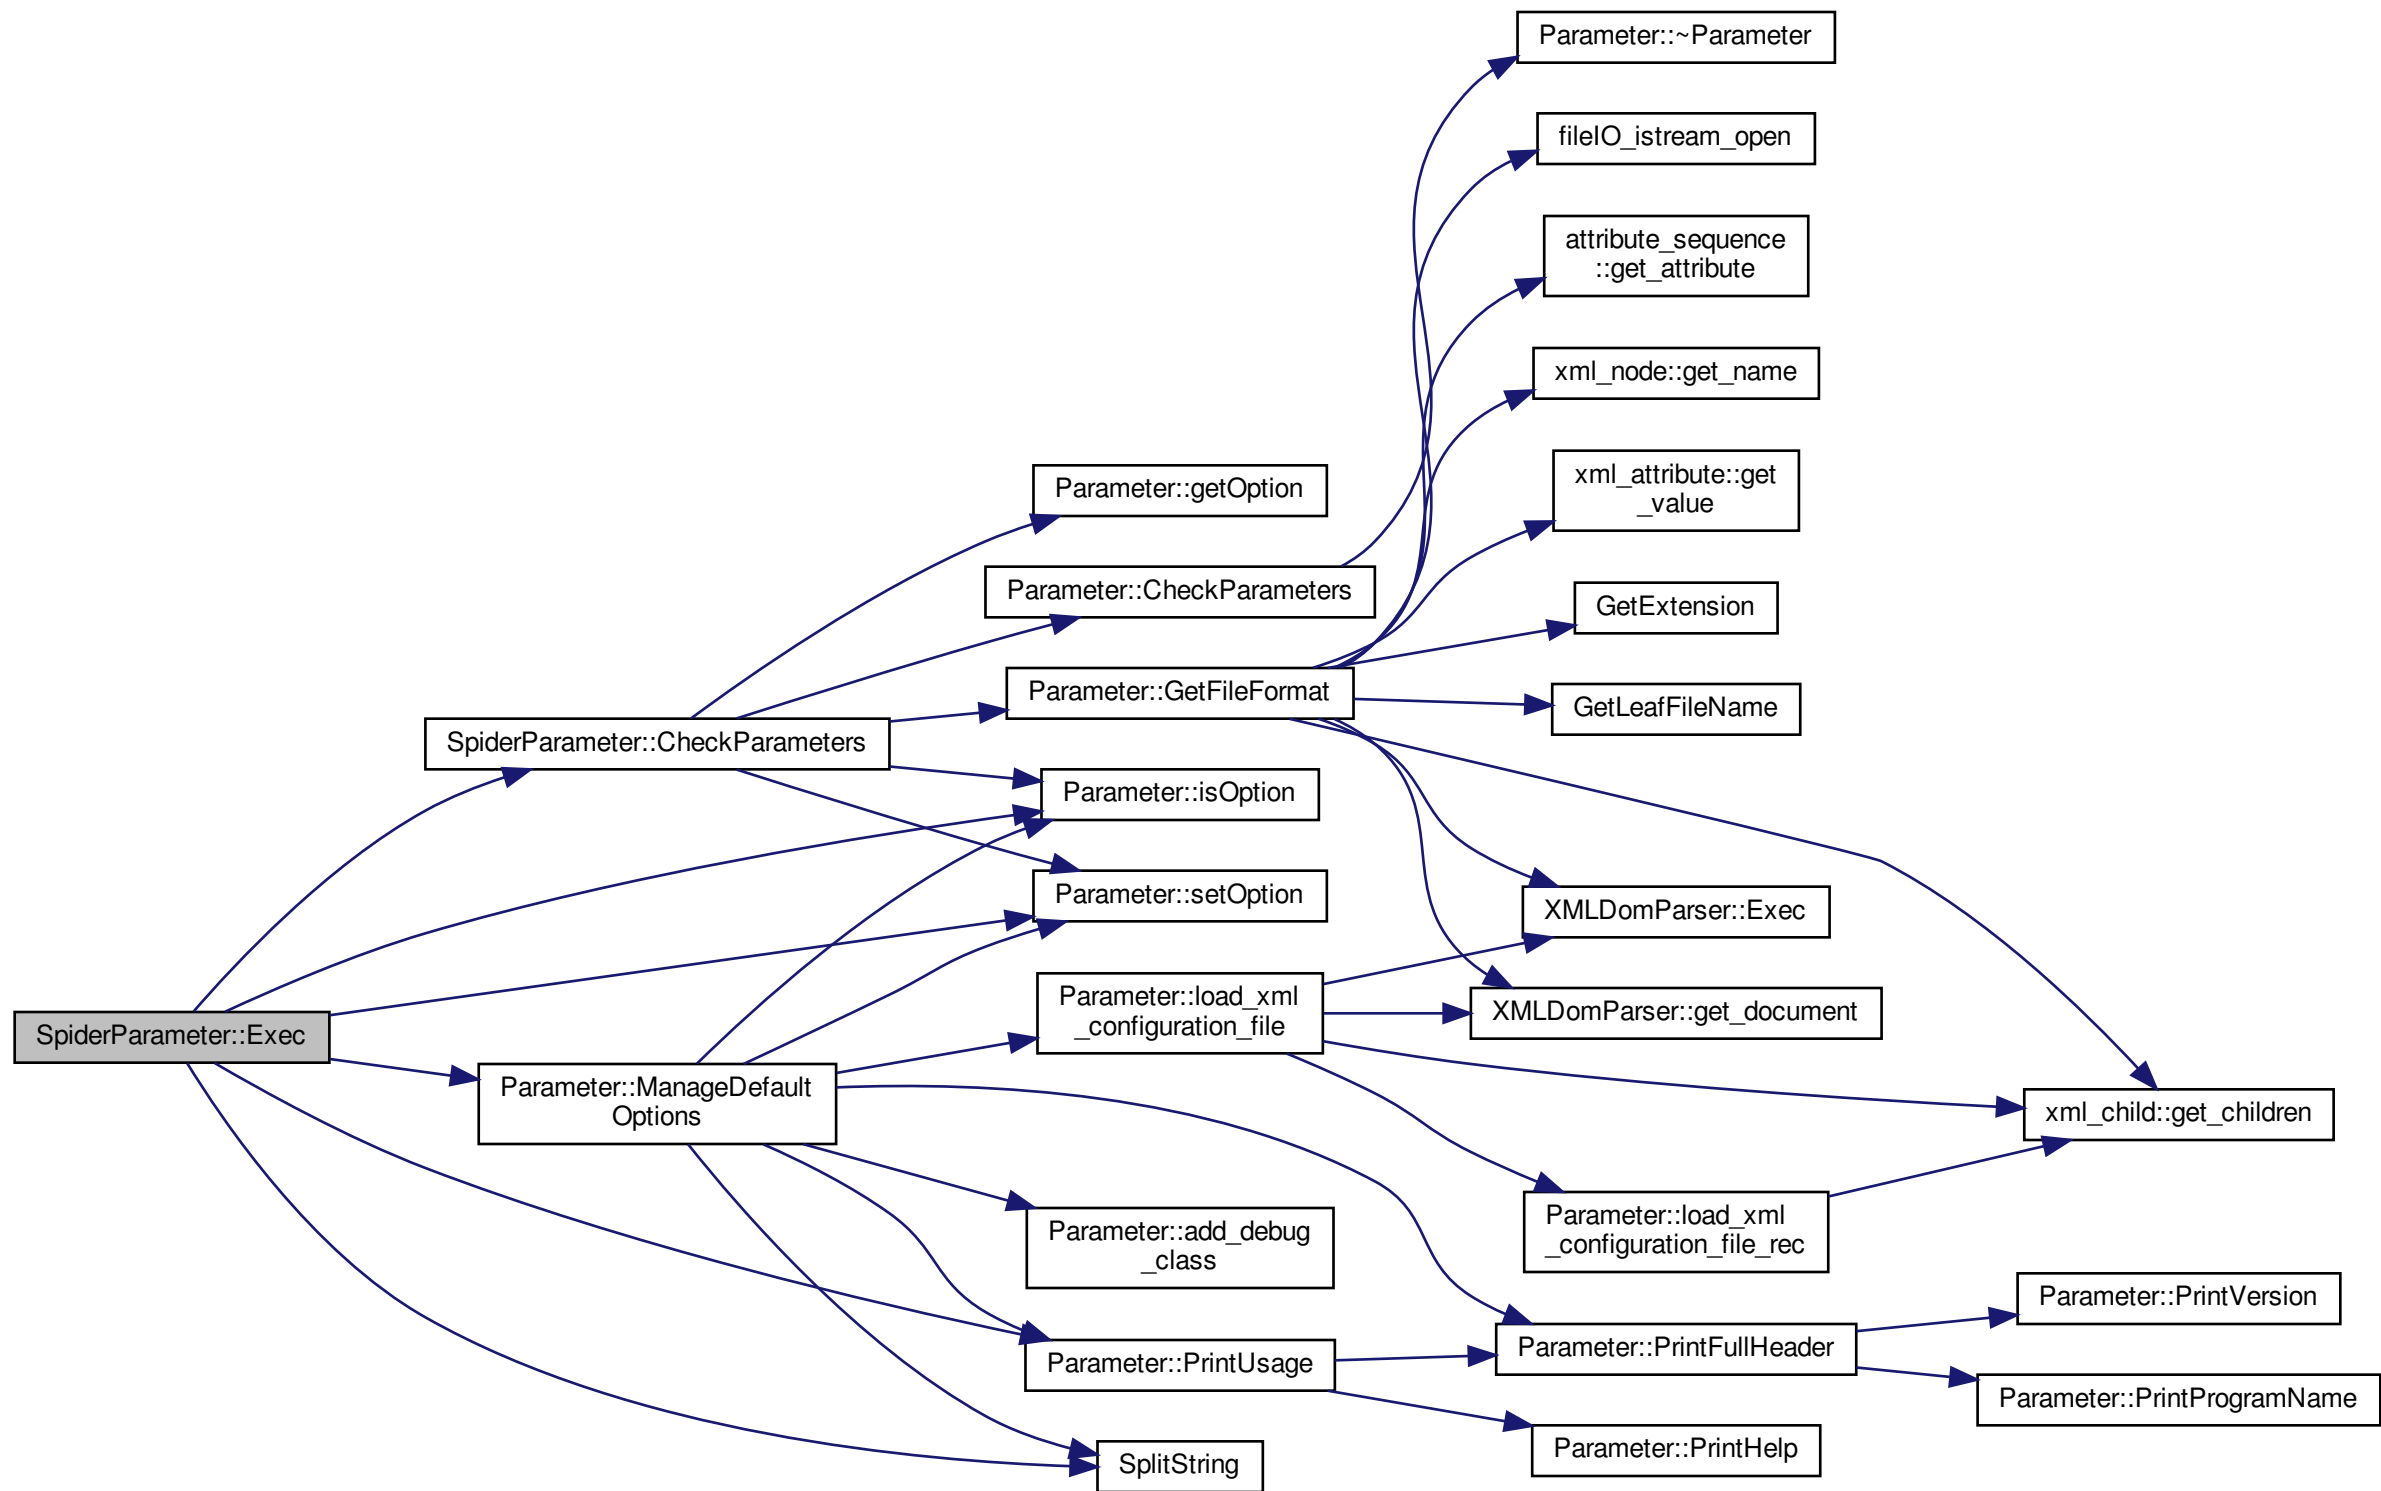 Parameter::~Parameter
fileIO_istream_open
attribute_sequence
::get_attribute
xml_node::get_name
Parameter::getOption
xml_attribute::get
_value
Parameter::CheckParameters
GetExtension
Parameter::GetFileFormat
GetLeafFileName
SpiderParameter::CheckParameters
Parameter::isOption
Parameter::setOption
XMLDomParser::Exec
Parameter::load_xml
_configuration_file
XMLDomParser::get_document
SpiderParameter::Exec
Parameter::ManageDefault
Options
xml_child::get_children
Parameter::add_debug
_class
Parameter::load_xml
_configuration_file_rec
Parameter::PrintVersion
Parameter::PrintUsage
Parameter::PrintFullHeader
Parameter::PrintProgramName
SplitString
Parameter::PrintHelp